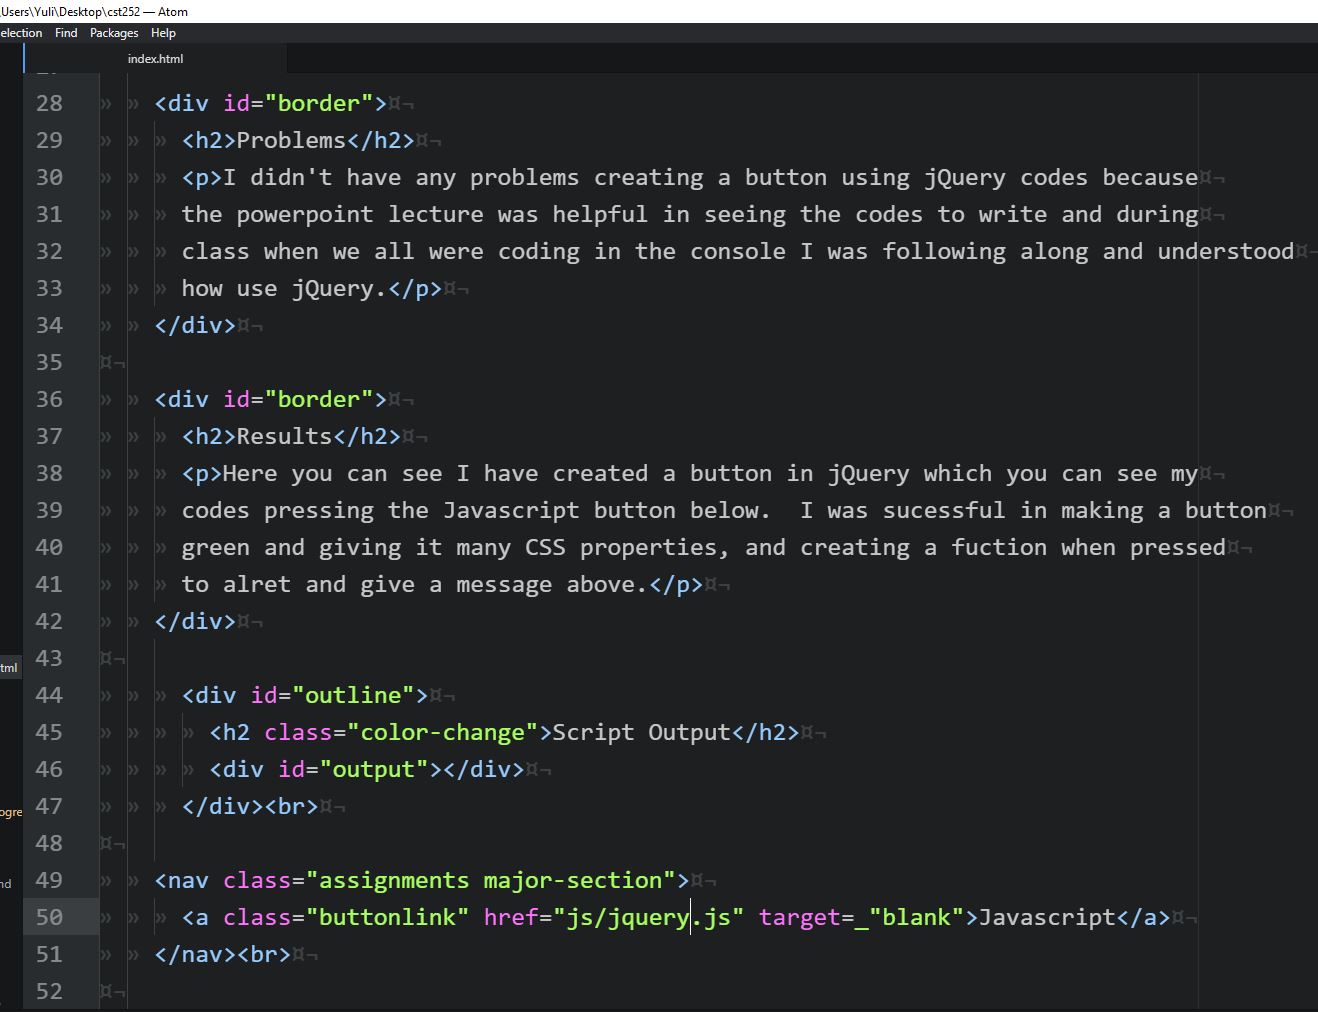 Users\Yuli\Desktop\cst252 — Atom
election Find Packages Help
index.html
28 <div id="border">
29 <h2>Problems</h2>
30 <p>I didn't have any problems creating a button using jQuery codes because
31 the powerpoint lecture was helpful in seeing the codes to write and during
32 class when we all were coding in the console I was following along and understood
33 how use jQuery.</p>
34 </div>
35
36 <div id="border">
37 <h2>Results</h2>
38 <p>Here you can see I have created a button in jQuery which you can see my
39 codes pressing the Javascript button below.  I was sucessful in making a button
40 green and giving it many CSS properties, and creating a fuction when pressed
41 to alret and give a message above.</p>
42 </div>
43
tml
44 <div id="outline">
45 <h2 class="color-change">Script Output</h2>
46 <div id="output"></div>
47 </div><br>
ogre
48
49 <nav class="assignments major-section">
nd
50 <a class="buttonlink" href="js/jquery.js" target=_"blank">Javascript</a>
51 </nav><br>
52